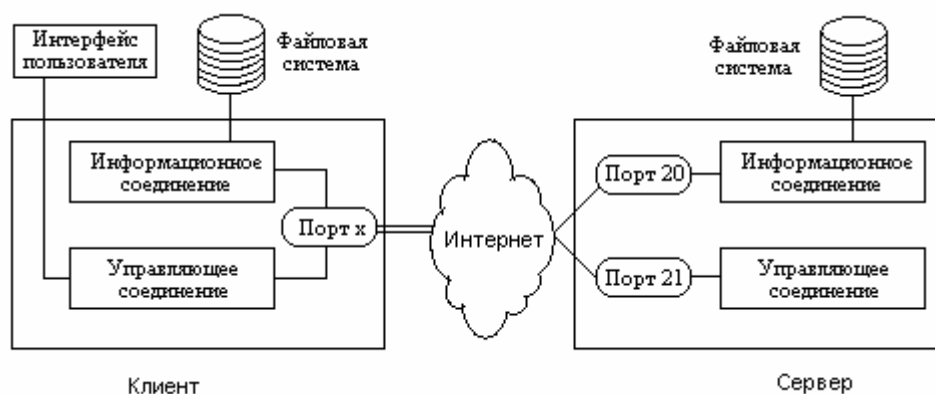 Интерфейс
пользователя
Файловая
система
Файловая
система
Информационное
соединение
Порт x
Управляющее
соединение
Интернет
Порт 20
Информационное
соединение
Порт 21
Управляющее
соединение
Клиент
Сервер